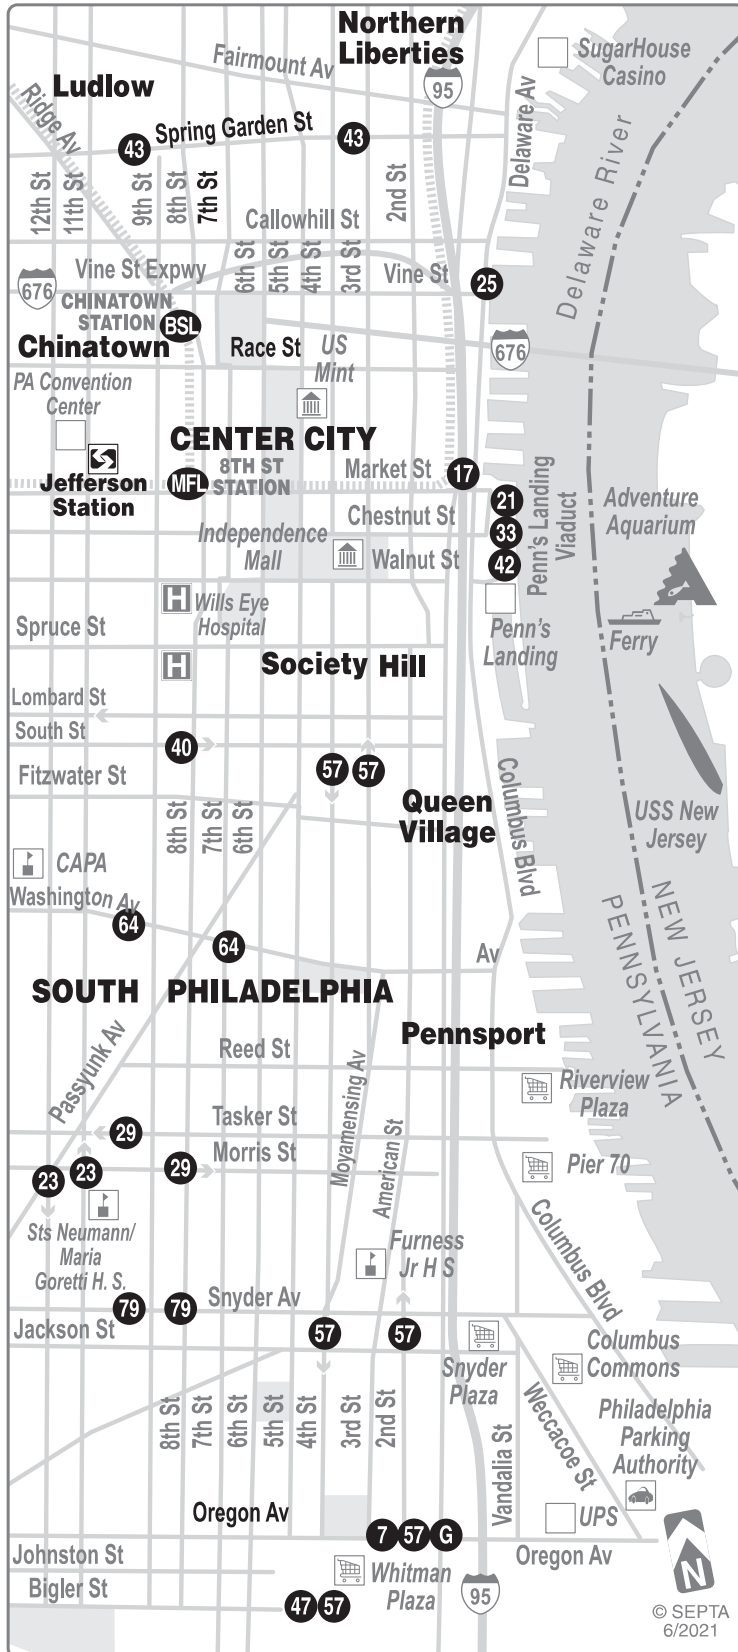 Northern
Liberties
Fairmount Av
95
SugarHouse
Casino
Ludlow
Ridge Av
Delaware Av
Spring Garden St
43
43
Delaware River
12th St
11th St
9th St
8th St
7th St
2nd St
Callowhill St
6th St
5th St
4th St
3rd St
Vine St Expwy
Vine St
25
676
CHINATOWN
STATION
BSL
Chinatown
Race St
US
Mint
676
PA Convention
Center
CENTER CITY
Jefferson
Station
MFL
8TH ST
STATION
Market St
17
Chestnut St
21
Penn's Landing
Viaduct
Adventure
Aquarium
Independence
Mall
33
Walnut St
42
H
Wills Eye
Hospital
Penn's
Landing
Ferry
Spruce St
H
Society Hill
Lombard St
South St
40
Fitzwater St
57
57
Columbus Blvd
Queen
Village
USS New
Jersey
8th St
7th St
6th St
CAPA
Washington Av
64
64
Av
NEW JERSEY
PENNSYLVANIA
SOUTH PHILADELPHIA
Pennsport
Passyunk Av
Reed St
Moyamensing Av
Riverview
Plaza
Tasker St
29
American St
Morris St
29
23
23
Pier 70
Sts Neumann/
Maria
Goretti H. S.
Columbus Blvd
Furness
Jr H S
79
79
Snyder Av
Jackson St
57
57
Snyder
Plaza
Columbus
Commons
Weccacoe St
8th St
7th St
6th St
5th St
4th St
3rd St
2nd St
Vandalia St
Philadelphia
Parking
Authority
Oregon Av
UPS
7
57
G
Johnston St
Oregon Av
Whitman
Plaza
Bigler St
47
57
95
N
© SEPTA
6/2021